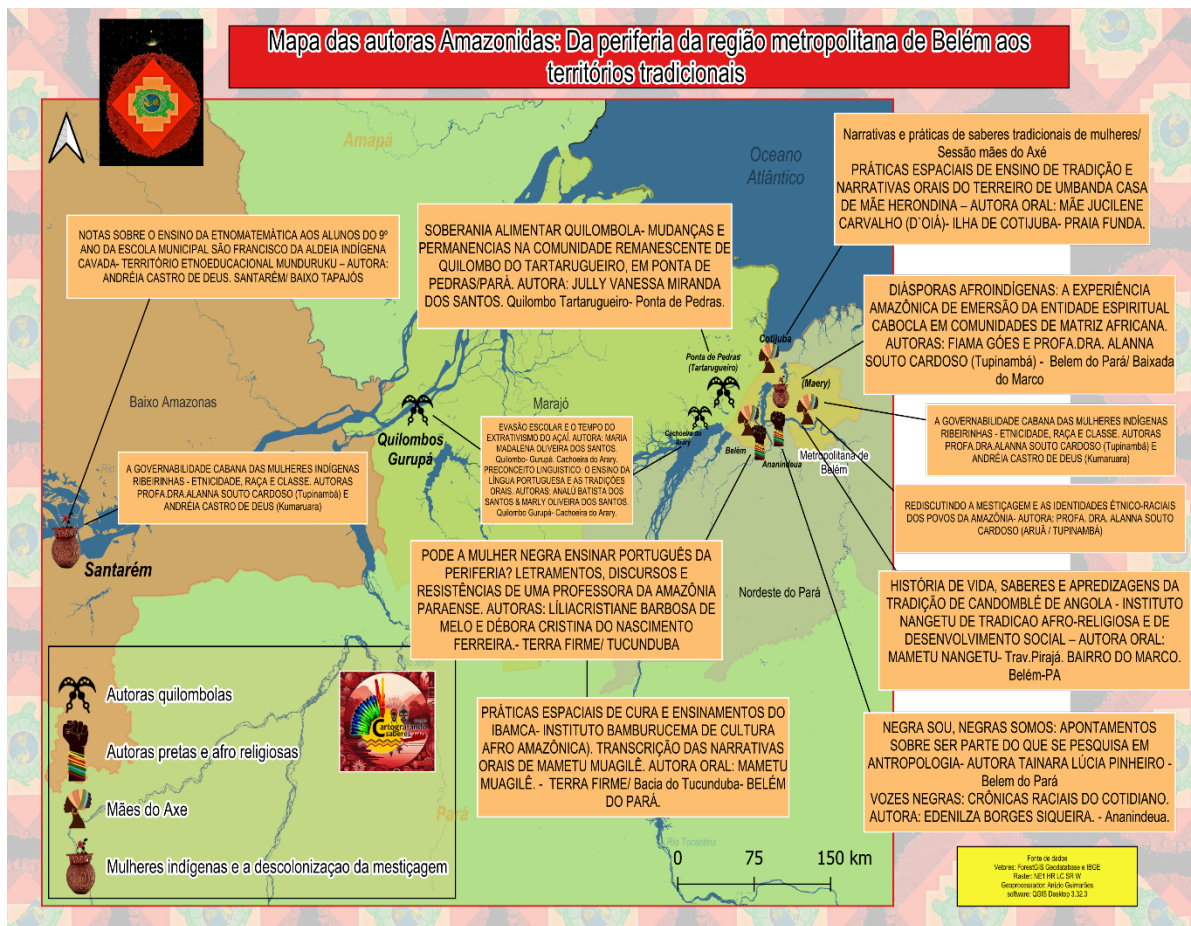 Mapa das autoras Amazonidas: Da periferia da região metropolitana de Belém aos
territórios tradicionais
Amapá
Oceano
Atlântico
Narrativas e práticas de saberes tradicionais de mulheres/
Sessão mães do Axé
PRÁTICAS ESPACIAIS DE ENSINO DE TRADIÇÃO E
NARRATIVAS ORAIS DO TERREIRO DE UMBANDA CASA
DE MÃE HERONDINA – AUTORA ORAL: MÃE JUCILENE
CARVALHO (D`OIÁ)- ILHA DE COTIJUBA- PRAIA FUNDA.
NOTAS SOBRE O ENSINO DA ETNOMATEMÁTICA AOS ALUNOS DO 9º
ANO DA ESCOLA MUNICIPAL SÃO FRANCISCO DA ALDEIA INDÍGENA
CAVADA- TERRITÓRIO ETNOEDUCACIONAL MUNDURUKU – AUTORA:
ANDRÉIA CASTRO DE DEUS. SANTARÉM/ BAIXO TAPAJÓS
SOBERANIA ALIMENTAR QUILOMBOLA- MUDANÇAS E
PERMANENCIAS NA COMUNIDADE REMANESCENTE DE
QUILOMBO DO TARTARUGUEIRO, EM PONTA DE
PEDRAS/PARÁ. AUTORA: JULLY VANESSA MIRANDA
DOS SANTOS. Quilombo Tartarugueiro- Ponta de Pedras.
DIÁSPORAS AFROINDÍGENAS: A EXPERIÊNCIA
AMAZÔNICA DE EMERSÃO DA ENTIDADE ESPIRITUAL
CABOCLA EM COMUNIDADES DE MATRIZ AFRICANA.
AUTORAS: FIAMA GÓES E PROFA.DRA. ALANNA
SOUTO CARDOSO (Tupinambá) - Belem do Pará/ Baixada
do Marco
Cotijuba
Ponta de Pedras
(Tartarugueiro)
(Maery)
Baixo Amazonas
Marajó
Quilombos
Gurupá
Cachoeira do
Arary
Belém
Ananindeua
Metropolitana de
Belém
EVASÃO ESCOLAR E O TEMPO DO
EXTRATIVISMO DO AÇAÍ. AUTORA: MARIA
MADALENA OLIVEIRA DOS SANTOS.
Quilombo- Gurupá. Cachoeira do Arary.
PRECONCEITO LINGUISTICO: O ENSINO DA
LÍNGUA PORTUGUESA E AS TRADIÇÕES
ORAIS. AUTORAS: ANALÚ BATISTA DOS
SANTOS & MARLY OLIVEIRA DOS SANTOS.
Quilombo Gurupá- Cachoeira do Arary.
A GOVERNABILIDADE CABANA DAS MULHERES INDÍGENAS
RIBEIRINHAS - ETNICIDADE, RAÇA E CLASSE. AUTORAS
PROFA.DRA.ALANNA SOUTO CARDOSO (Tupinambá) E
ANDRÉIA CASTRO DE DEUS (Kumaruara)
Rio
A GOVERNABILIDADE CABANA DAS MULHERES INDÍGENAS
RIBEIRINHAS - ETNICIDADE, RAÇA E CLASSE. AUTORAS
PROFA.DRA.ALANNA SOUTO CARDOSO (Tupinambá) E
ANDRÉIA CASTRO DE DEUS (Kumaruara)
REDISCUTINDO A MESTIÇAGEM E AS IDENTIDADES ÉTNICO-RACIAIS
DOS POVOS DA AMAZÔNIA- AUTORA: PROFA. DRA. ALANNA SOUTO
CARDOSO (ARUÃ / TUPINAMBÁ)
Santarém
PODE A MULHER NEGRA ENSINAR PORTUGUÊS DA
PERIFERIA? LETRAMENTOS, DISCURSOS E
RESISTÊNCIAS DE UMA PROFESSORA DA AMAZÔNIA
PARAENSE. AUTORAS: LÍLIACRISTIANE BARBOSA DE
MELO E DÉBORA CRISTINA DO NASCIMENTO
FERREIRA.- TERRA FIRME/ TUCUNDUBA
Nordeste do Pará
HISTÓRIA DE VIDA, SABERES E APREDIZAGENS DA
TRADIÇÃO DE CANDOMBLÉ DE ANGOLA - INSTITUTO
NANGETU DE TRADICAO AFRO-RELIGIOSA E DE
DESENVOLVIMENTO SOCIAL – AUTORA ORAL:
MAMETU NANGETU- Trav.Pirajá. BAIRRO DO MARCO.
Belém-PA
PRÁTICAS ESPACIAIS DE CURA E ENSINAMENTOS DO
IBAMCA- INSTITUTO BAMBURUCEMA DE CULTURA
AFRO AMAZÔNICA). TRANSCRIÇÃO DAS NARRATIVAS
ORAIS DE MAMETU MUAGILÊ. AUTORA ORAL: MAMETU
MUAGILÊ. - TERRA FIRME/ Bacia do Tucunduba- BELÉM
DO PARÁ.
NEGRA SOU, NEGRAS SOMOS: APONTAMENTOS
SOBRE SER PARTE DO QUE SE PESQUISA EM
ANTROPOLOGIA- AUTORA TAINARA LÚCIA PINHEIRO -
Belem do Pará
VOZES NEGRAS: CRÔNICAS RACIAIS DO COTIDIANO.
AUTORA: EDENILZA BORGES SIQUEIRA. - Ananindeua.
Autoras quilombolas
Autoras pretas e afro religiosas
Mães do Axe
Mulheres indígenas e a descolonização da mestiçagem
Cartografando
saberes
Pará
Rio Tocantins
0 75 150 km
Fonte de dados
Vetores: ForestGIS Geodatabase e IBGE
Raster: NE1 HR LC SR W
Geoprocessador: Anízio Guimarães
software: QGIS Desktop 3.32.3